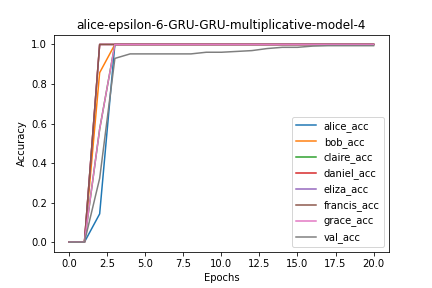 alice-epsilon-6-GRU-GRU-multiplicative-model-4
1.0
0.8
0.6
0.4
0.2
0.0
Accuracy
alice_acc
bob_acc
claire_acc
daniel_acc
eliza_acc
francis_acc
grace_acc
val_acc
0.0 2.5 5.0 7.5 10.0 12.5 15.0 17.5 20.0
Epochs